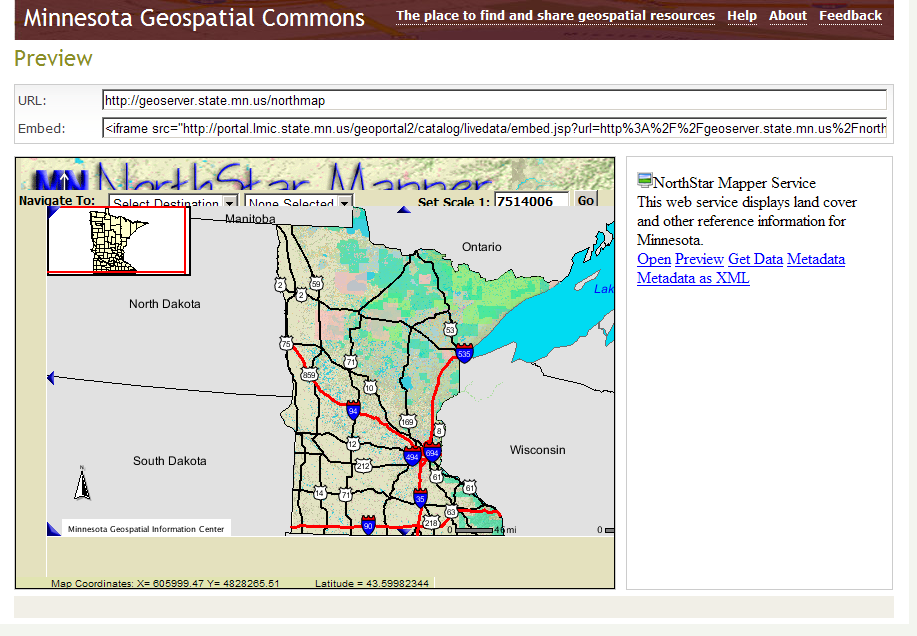 Minnesota Geospatial Commons
The place to find and share geospatial resources Help About Feedback
Preview
URL: http://geoserver.state.mn.us/northmap
Embed: <iframe src="http://portal.lmic.state.mn.us/geoportal2/catalog/livedata/embed.jsp?url=http%3A%2F%2Fgeoserver.state.mn.us%2Fnorth
MN NorthStar Mapper
Navigate To: Select Destination None Selected Set Scale 1: 7514006 Go
Manitoba
Ontario
Lak
North Dakota
2
59
2
53
75
535
71
859
10
94
169
8
12
494
694
Wisconsin
South Dakota
212
61
61
14
71
35
N
63
218
90
0 46 mi
0
Minnesota Geospatial Information Center
Map Coordinates: X= 605999.47 Y= 4828265.51 Latitude = 43.59982344
NorthStar Mapper Service
This web service displays land cover
and other reference information for
Minnesota.
Open Preview Get Data Metadata
Metadata as XML